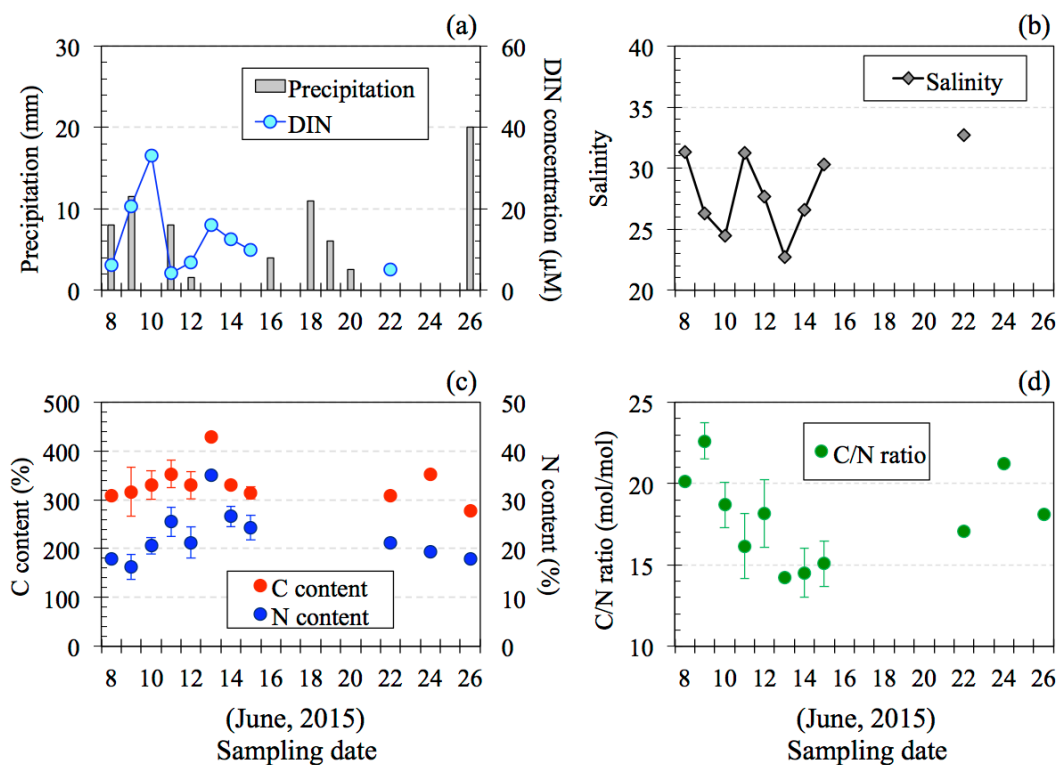 (a)
30
20
10
0
Precipitation (mm)
60
40
20
0
DIN concentration (μM)
Precipitation
DIN
8 10 12 14 16 18 20 22 24 26
(b)
40
35
30
25
20
Salinity
Salinity
8 10 12 14 16 18 20 22 24 26
(c)
500
400
300
200
100
0
C content (%)
50
40
30
20
10
0
N content (%)
C content
N content
8 10 12 14 16 18 20 22 24 26
(June, 2015)
Sampling date
(d)
25
20
15
10
C/N ratio (mol/mol)
C/N ratio
8 10 12 14 16 18 20 22 24 26
(June, 2015)
Sampling date